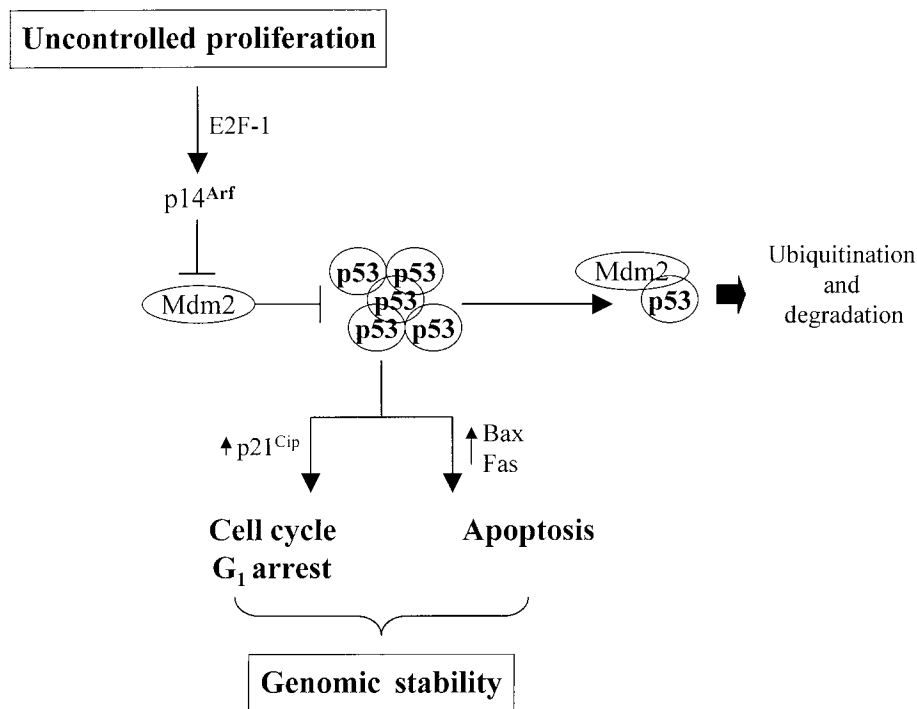 Uncontrolled proliferation
E2F-1
p14Arf
Mdm2
p53 p53
p53
p53 p53
Mdm2
p53
Ubiquitination
and
degradation
p21Cip
Bax
Fas
Cell cycle
G1 arrest
Apoptosis
Genomic stability